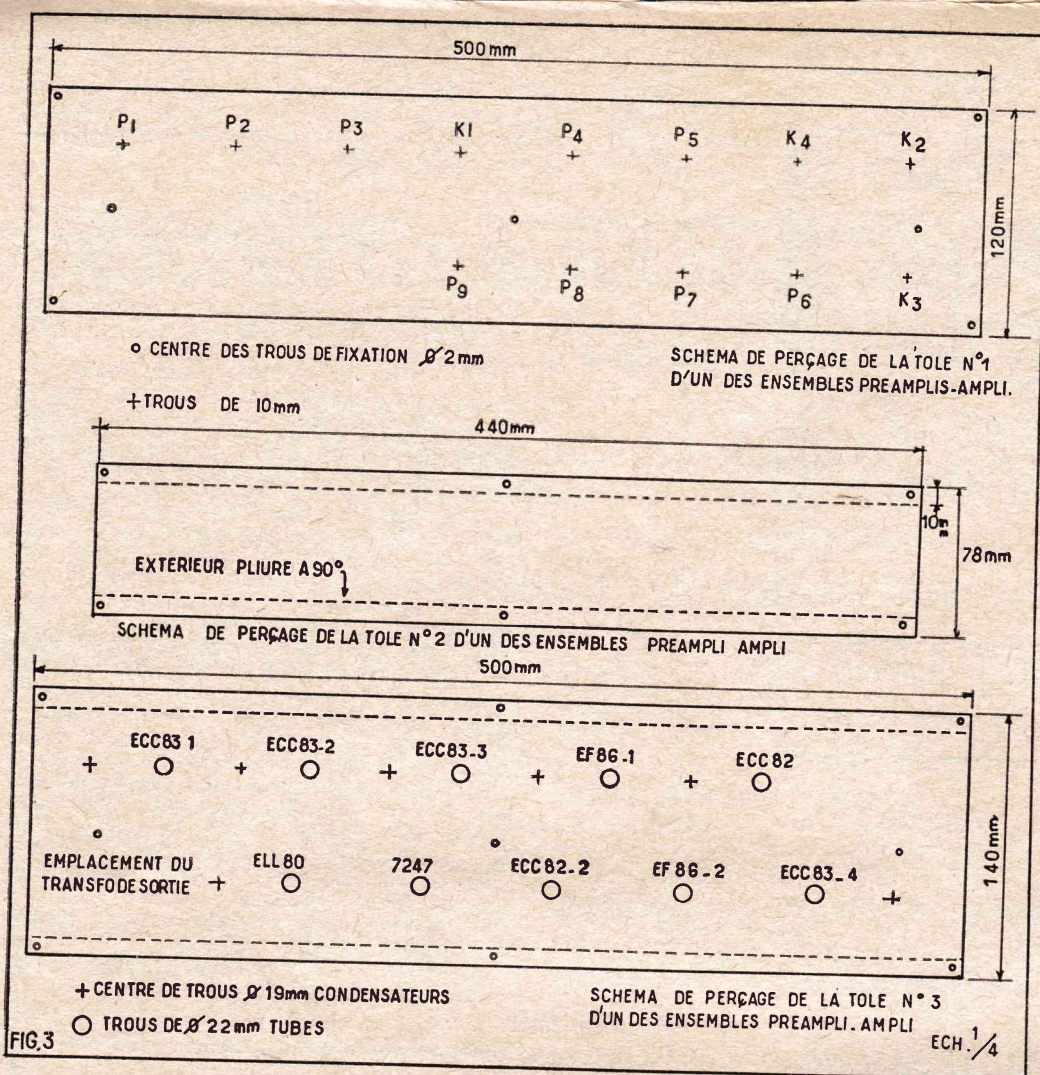 500mm
P1 P2 P3 K1 P4 P5 K4 K2
120mm
P9 P8 P7 P6 K3
o CENTRE DES TROUS DE FIXATION Ø 2mm
+TROUS DE 10mm
SCHEMA DE PERÇAGE DE LA TOLE N°1
D'UN DES ENSEMBLES PREAMPLIS-AMPLI.
440mm
10mm
78mm
EXTERIEUR PLIURE A 90°
SCHEMA DE PERÇAGE DE LA TOLE N°2 D'UN DES ENSEMBLES PREAMPLI AMPLI
500mm
ECC83 1 ECC83-2 ECC83-3 EF86-1 ECC82
140mm
EMPLACEMENT DU
TRANSFO DE SORTIE
ELL80 7247 ECC82-2 EF86-2 ECC83-4
+ CENTRE DE TROUS Ø 19mm CONDENSATEURS
O TROUS DE Ø 22mm TUBES
SCHEMA DE PERÇAGE DE LA TOLE N°3
D'UN DES ENSEMBLES PREAMPLI.AMPLI
ECH. 1/4
FIG.3